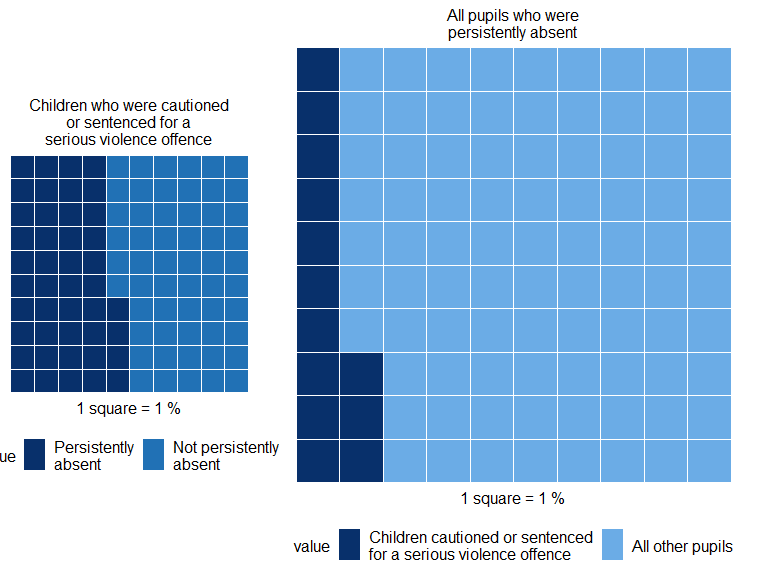 All pupils who were
persistently absent
Children who were cautioned
or sentenced for a
serious violence offence
1 square = 1 %
ue
Persistently
absent
Not persistently
absent
1 square = 1 %
value
Children cautioned or sentenced
for a serious violence offence
All other pupils